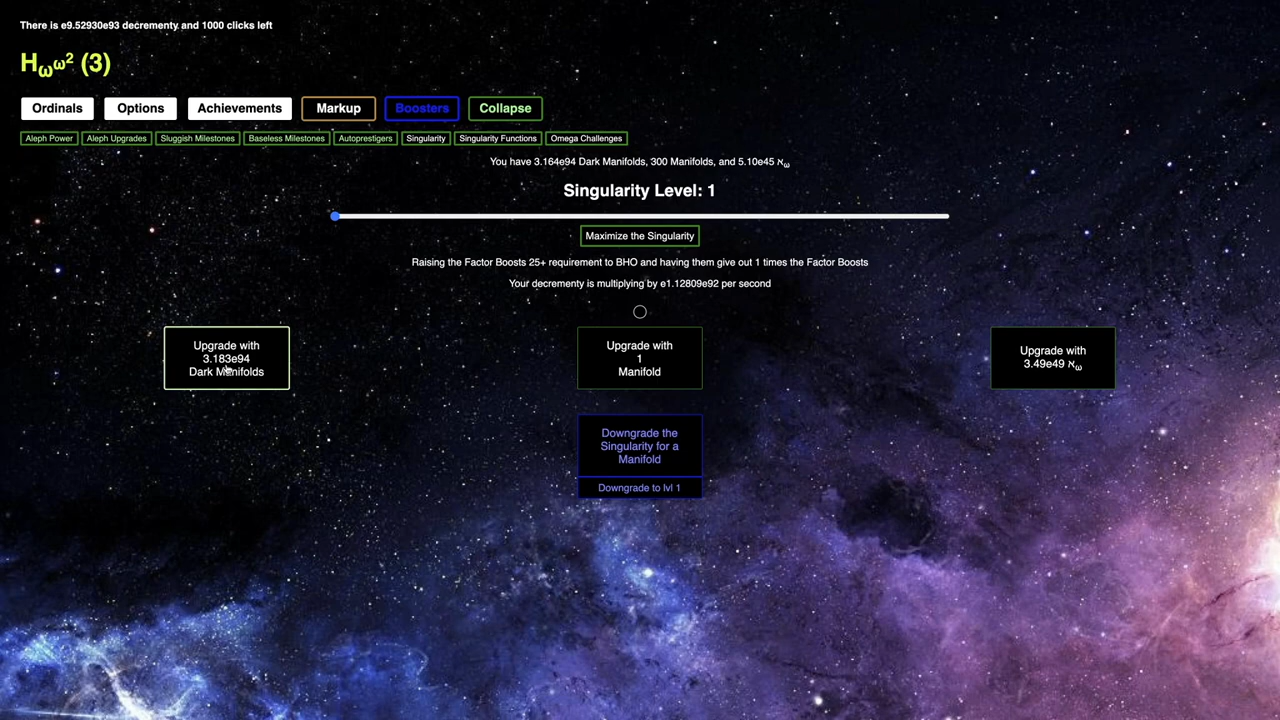 There is e9.52930e93 decrementy and 1000 clicks left
H_ω^ω^2 (3)
Ordinals Options Achievements Markup Boosters Collapse
Aleph Power Aleph Upgrades Sluggish Milestones Baseless Milestones Autoprestigers Singularity Singularity Functions Omega Challenges
You have 3.164e94 Dark Manifolds, 300 Manifolds, and 5.10e45 ℵω
Singularity Level: 1
Maximize the Singularity
Raising the Factor Boosts 25+ requirement to BHO and having them give out 1 times the Factor Boosts
Your decrementy is multiplying by e1.12809e92 per second
Upgrade with
3.183e94
Dark Manifolds
Upgrade with
1
Manifold
Upgrade with
3.49e49 ℵω
Downgrade the
Singularity for a
Manifold
Downgrade to lvl 1